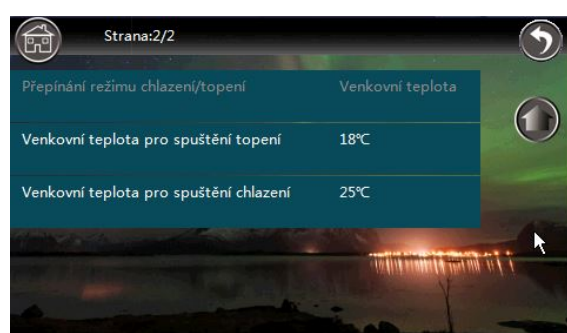 Strana:2/2
Přepínání režimu chlazení/topení Venkovní teplota
Venkovní teplota pro spuštění topení 18℃
Venkovní teplota pro spuštění chlazení 25℃